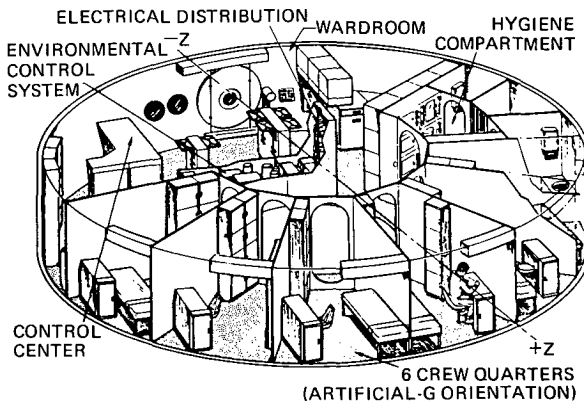 ELECTRICAL DISTRIBUTION
WARDROOM
HYGIENE
COMPARTMENT
ENVIRONMENTAL
CONTROL
SYSTEM
-Z
CONTROL
CENTER
+Z
6 CREW QUARTERS
(ARTIFICIAL-G ORIENTATION)